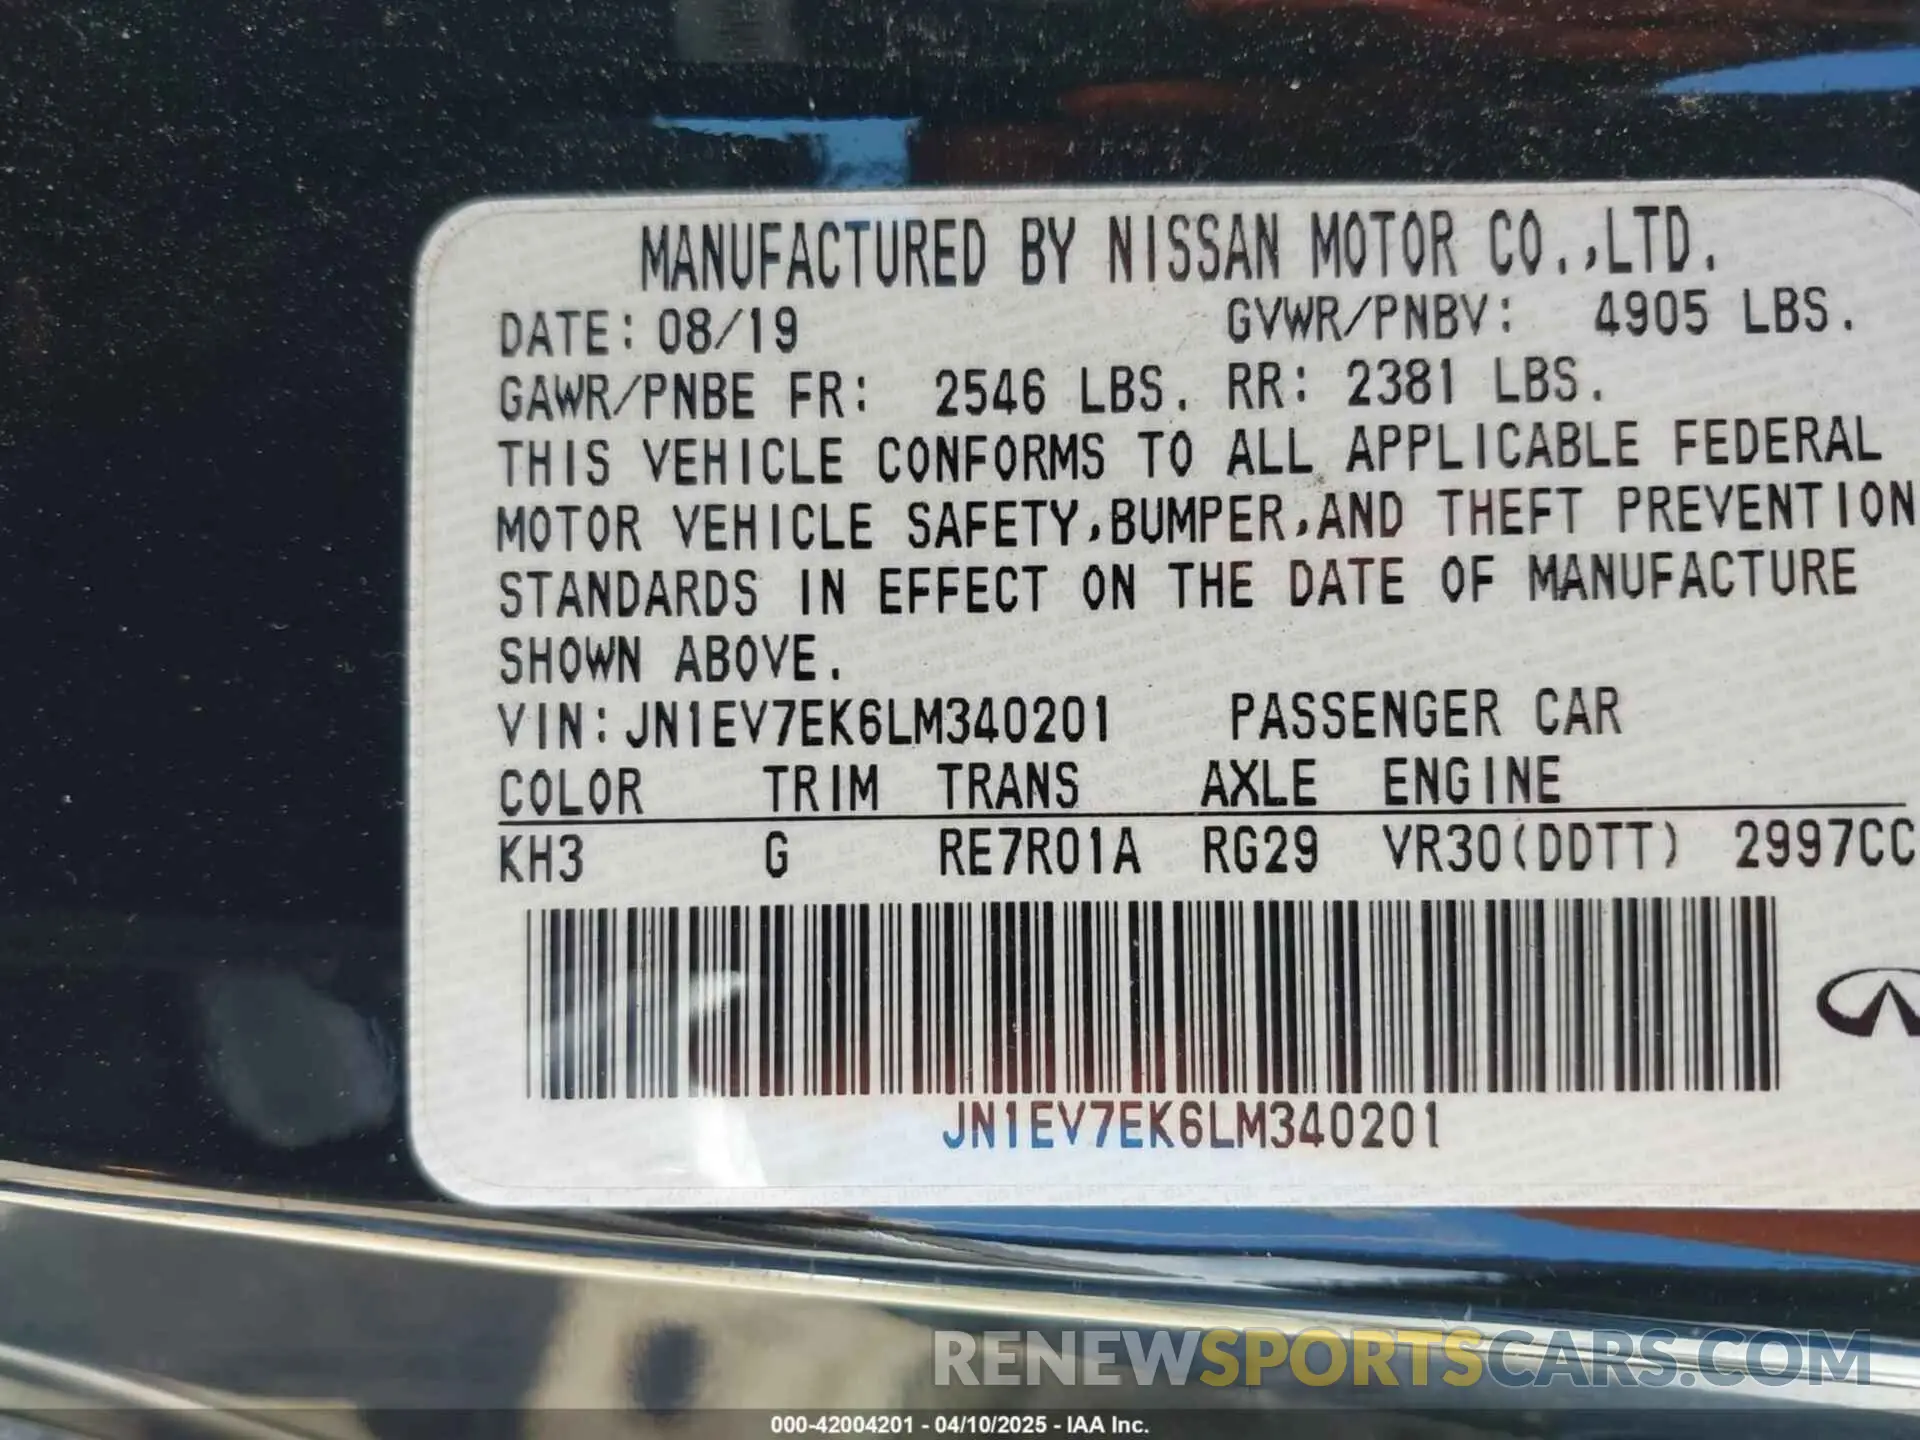 MANUFACTURED BY NISSAN MOTOR CO.,LTD.
DATE: 08/19 GVWR/PNBV: 4905 LBS.
GAWR/PNBE FR: 2546 LBS. RR: 2381 LBS.
THIS VEHICLE CONFORMS TO ALL APPLICABLE FEDERAL
MOTOR VEHICLE SAFETY,BUMPER,AND THEFT PREVENTION
STANDARDS IN EFFECT ON THE DATE OF MANUFACTURE
SHOWN ABOVE.
VIN:JN1EV7EK6LM340201 PASSENGER CAR
COLOR TRIM TRANS AXLE ENGINE
KH3 G RE7R01A RG29 VR30(DDTT) 2997CC
JN1EV7EK6LM340201
RENEWSPORTSCARS.COM
000-42004201 - 04/10/2025 - IAA Inc.